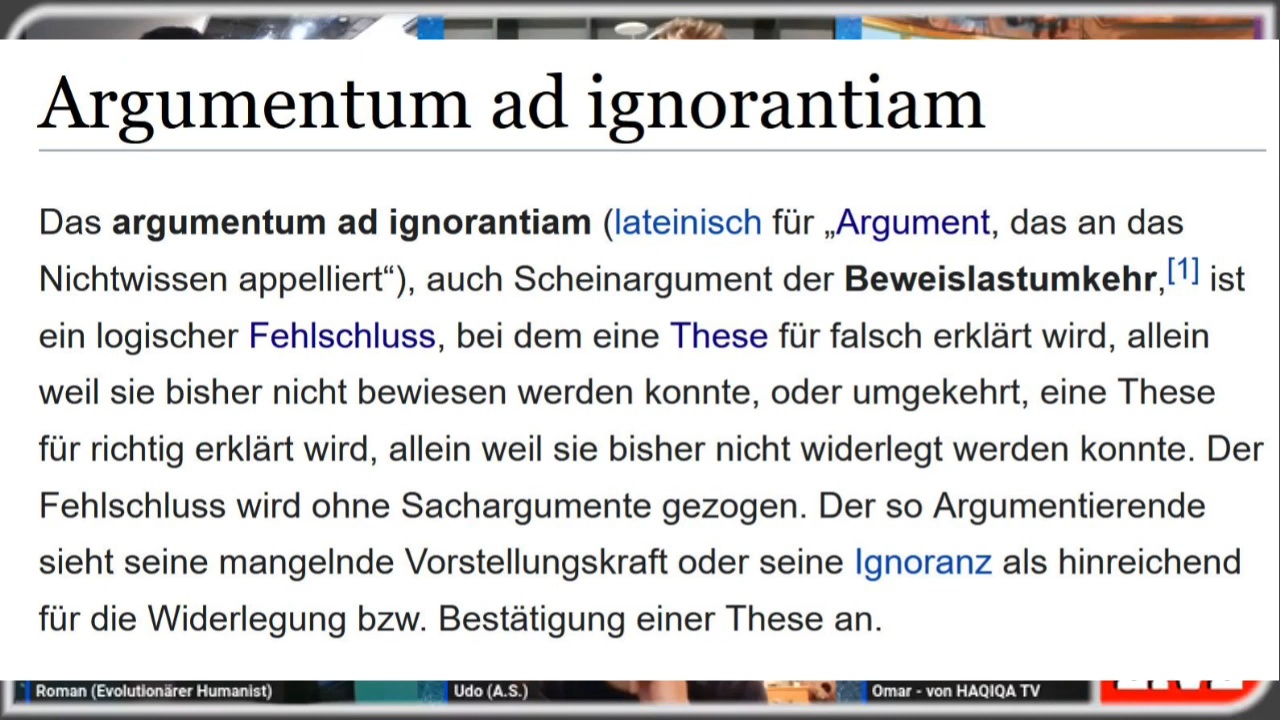 Argumentum ad ignorantiam
Das argumentum ad ignorantiam (lateinisch für „Argument, das an das
Nichtwissen appelliert“), auch Scheinargument der Beweislastumkehr,[1] ist
ein logischer Fehlschluss, bei dem eine These für falsch erklärt wird, allein
weil sie bisher nicht bewiesen werden konnte, oder umgekehrt, eine These
für richtig erklärt wird, allein weil sie bisher nicht widerlegt werden konnte. Der
Fehlschluss wird ohne Sachargumente gezogen. Der so Argumentierende
sieht seine mangelnde Vorstellungskraft oder seine Ignoranz als hinreichend
für die Widerlegung bzw. Bestätigung einer These an.
Roman (Evolutionärer Humanist)
Udo (A.S.)
Omar - von HAQIQA TV